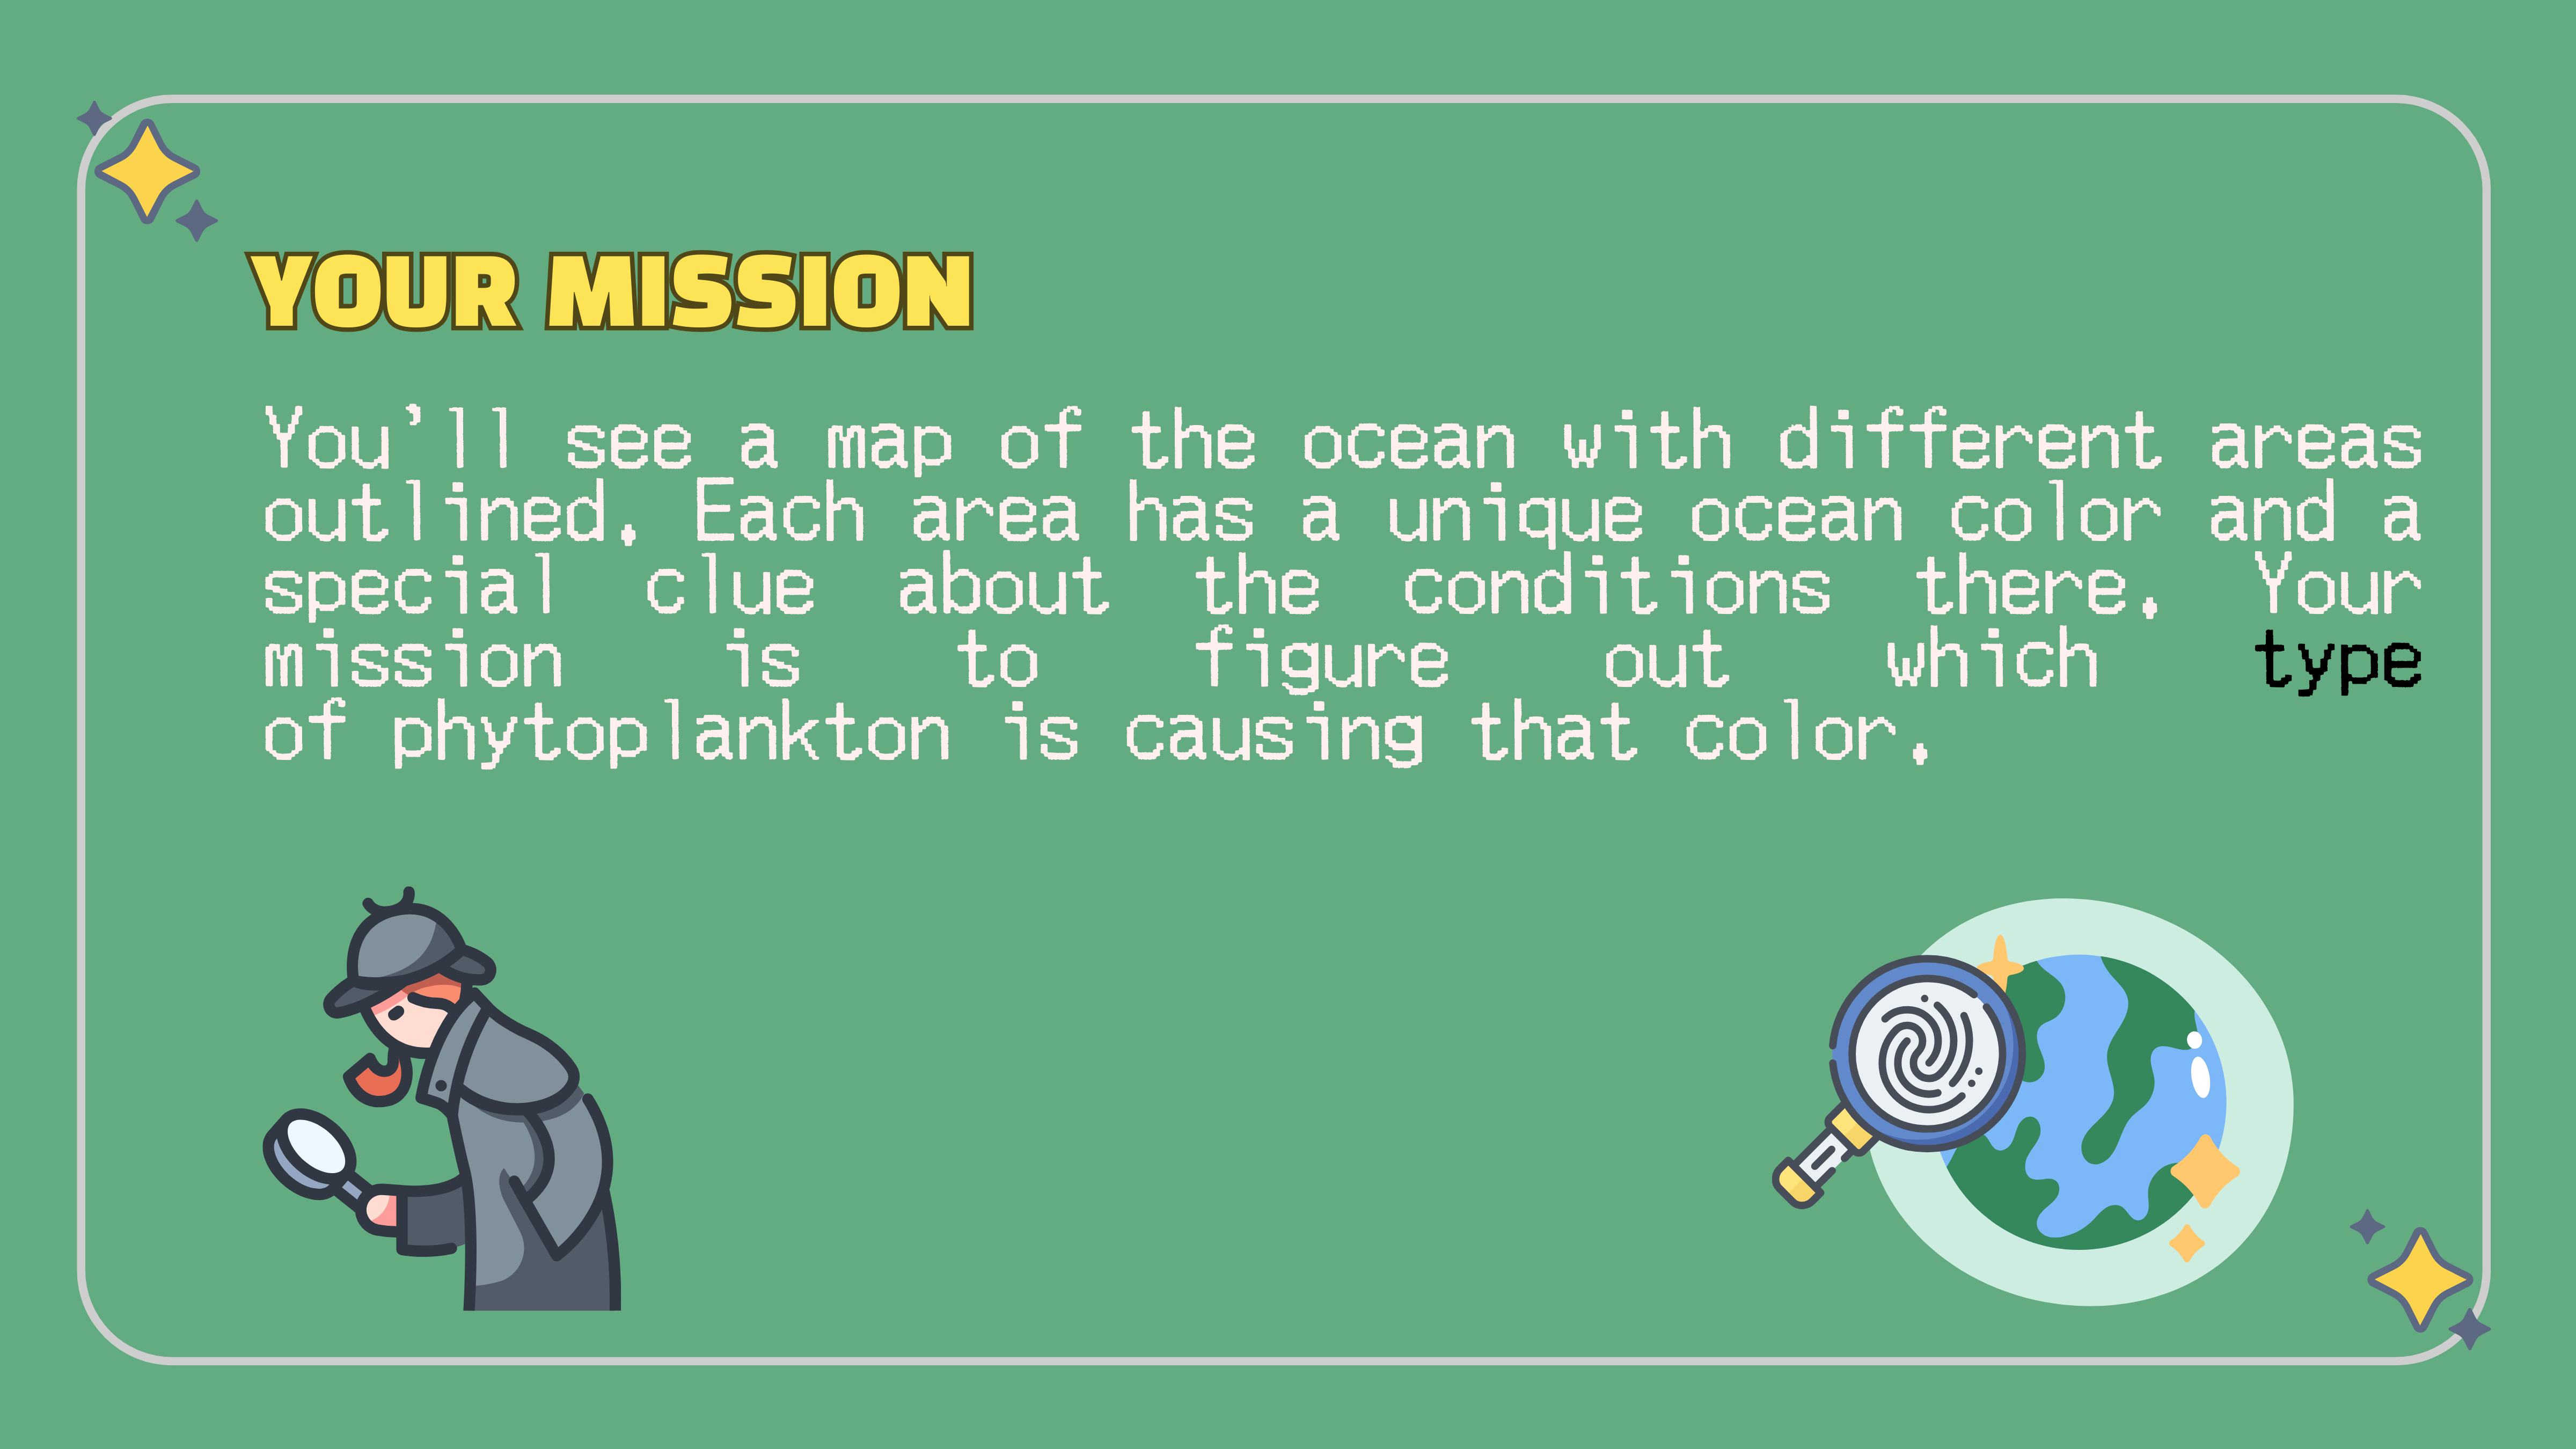 YOUR MISSION
You’ll see a map of the ocean with different areas
outlined. Each area has a unique ocean color and a
special clue about the conditions there. Your
mission is to figure out which type
of phytoplankton is causing that color.